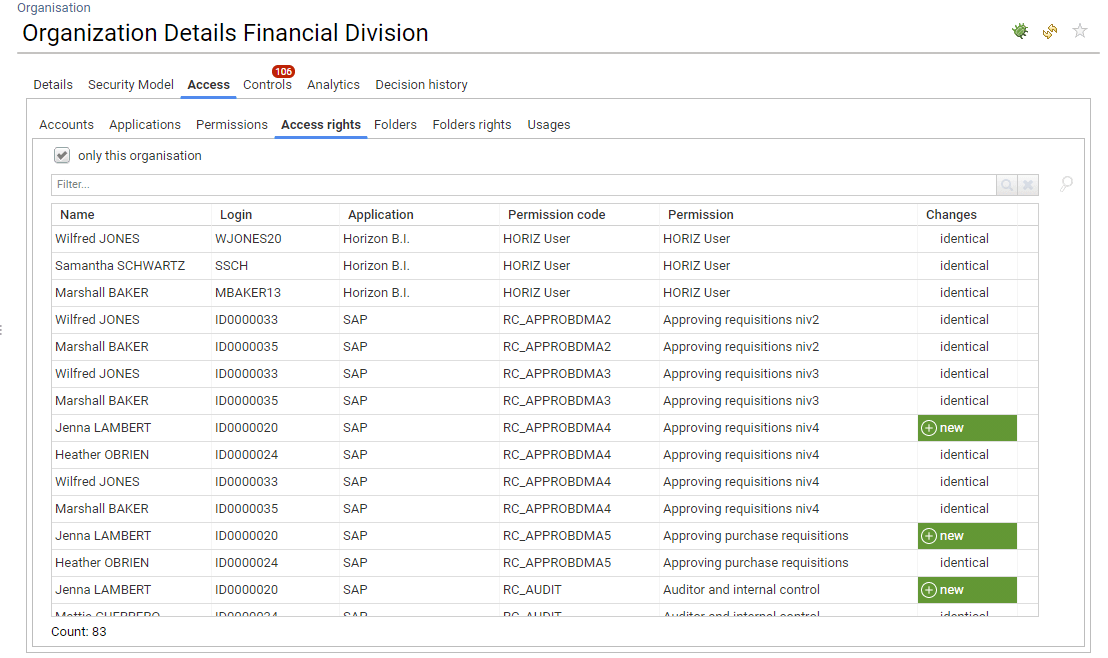 Organisation
Organization Details Financial Division
106
Details Security Model Access Controls Analytics Decision history
Accounts Applications Permissions Access rights Folders Folders rights Usages
only this organisation
Filter...
Name Login Application Permission code Permission Changes
Wilfred JONES WJONES20 Horizon B.I. HORIZ User HORIZ User identical
Samantha SCHWARTZ SSCH Horizon B.I. HORIZ User HORIZ User identical
Marshall BAKER MBAKER13 Horizon B.I. HORIZ User HORIZ User identical
Wilfred JONES ID0000033 SAP RC_APPROBDMA2 Approving requisitions niv2 identical
Marshall BAKER ID0000035 SAP RC_APPROBDMA2 Approving requisitions niv2 identical
Wilfred JONES ID0000033 SAP RC_APPROBDMA3 Approving requisitions niv3 identical
Marshall BAKER ID0000035 SAP RC_APPROBDMA3 Approving requisitions niv3 identical
Jenna LAMBERT ID0000020 SAP RC_APPROBDMA4 Approving requisitions niv4 new
Heather OBRIEN ID0000024 SAP RC_APPROBDMA4 Approving requisitions niv4 identical
Wilfred JONES ID0000033 SAP RC_APPROBDMA4 Approving requisitions niv4 identical
Marshall BAKER ID0000035 SAP RC_APPROBDMA4 Approving requisitions niv4 identical
Jenna LAMBERT ID0000020 SAP RC_APPROBDMA5 Approving purchase requisitions new
Heather OBRIEN ID0000024 SAP RC_APPROBDMA5 Approving purchase requisitions identical
Jenna LAMBERT ID0000020 SAP RC_AUDIT Auditor and internal control new
SAP RC_AUDIT Auditor and internal control identical
Count: 83